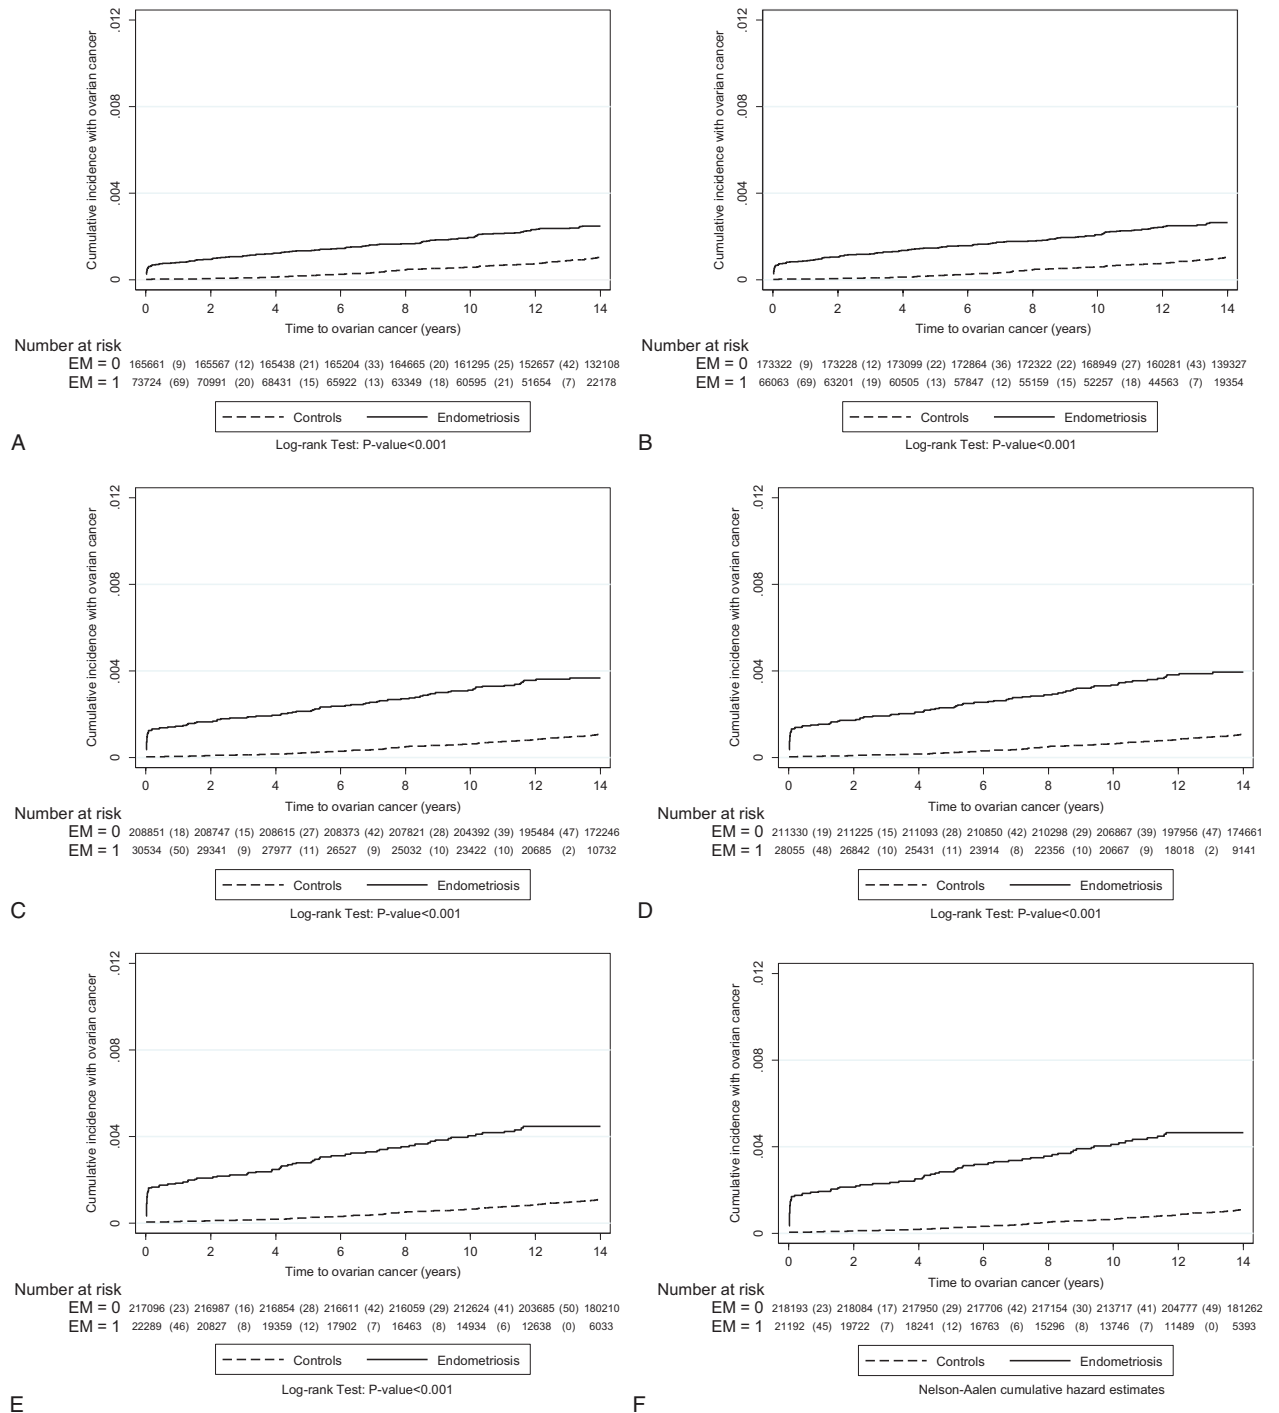 Cumulative incidence with ovarian cancer
.012
.008
.004
0
0 2 4 6 8 10 12 14
Time to ovarian cancer (years)
Number at risk
EM = 0 165661 (9) 165567 (12) 165438 (21) 165204 (33) 164665 (20) 161295 (25) 152657 (42) 132108
EM = 1 73724 (69) 70991 (20) 68431 (15) 65922 (13) 63349 (18) 60595 (21) 51654 (7) 22178
Controls Endometriosis
Log-rank Test: P-value<0.001
A
Cumulative incidence with ovarian cancer
.012
.008
.004
0
0 2 4 6 8 10 12 14
Time to ovarian cancer (years)
Number at risk
EM = 0 173322 (9) 173228 (12) 173099 (22) 172864 (36) 172322 (22) 168949 (27) 160281 (43) 139327
EM = 1 66063 (69) 63201 (19) 60505 (13) 57847 (12) 55159 (15) 52257 (18) 44563 (7) 19354
Controls Endometriosis
Log-rank Test: P-value<0.001
B
Cumulative incidence with ovarian cancer
.012
.008
.004
0
0 2 4 6 8 10 12 14
Time to ovarian cancer (years)
Number at risk
EM = 0 208851 (18) 208747 (15) 208615 (27) 208373 (42) 207821 (28) 204392 (39) 195484 (47) 172246
EM = 1 30534 (50) 29341 (9) 27977 (11) 26527 (9) 25032 (10) 23422 (10) 20685 (2) 10732
Controls Endometriosis
Log-rank Test: P-value<0.001
C
Cumulative incidence with ovarian cancer
.012
.008
.004
0
0 2 4 6 8 10 12 14
Time to ovarian cancer (years)
Number at risk
EM = 0 211330 (19) 211225 (15) 211093 (28) 210850 (42) 210298 (29) 206867 (39) 197956 (47) 174661
EM = 1 28055 (48) 26842 (10) 25431 (11) 23914 (8) 22356 (10) 20667 (9) 18018 (2) 9141
Controls Endometriosis
Log-rank Test: P-value<0.001
D
Cumulative incidence with ovarian cancer
.012
.008
.004
0
0 2 4 6 8 10 12 14
Time to ovarian cancer (years)
Number at risk
EM = 0 217096 (23) 216987 (16) 216854 (28) 216611 (42) 216059 (29) 212624 (41) 203685 (50) 180210
EM = 1 22289 (46) 20827 (8) 19359 (12) 17902 (7) 16463 (8) 14934 (6) 12638 (0) 6033
Controls Endometriosis
Log-rank Test: P-value<0.001
E
Cumulative incidence with ovarian cancer
.012
.008
.004
0
0 2 4 6 8 10 12 14
Time to ovarian cancer (years)
Number at risk
EM = 0 218193 (23) 218084 (17) 217950 (29) 217706 (42) 217154 (30) 213717 (41) 204777 (49) 181262
EM = 1 21192 (45) 19722 (7) 18241 (12) 16763 (6) 15296 (8) 13746 (7) 11489 (0) 5393
Controls Endometriosis
Nelson-Aalen cumulative hazard estimates
F